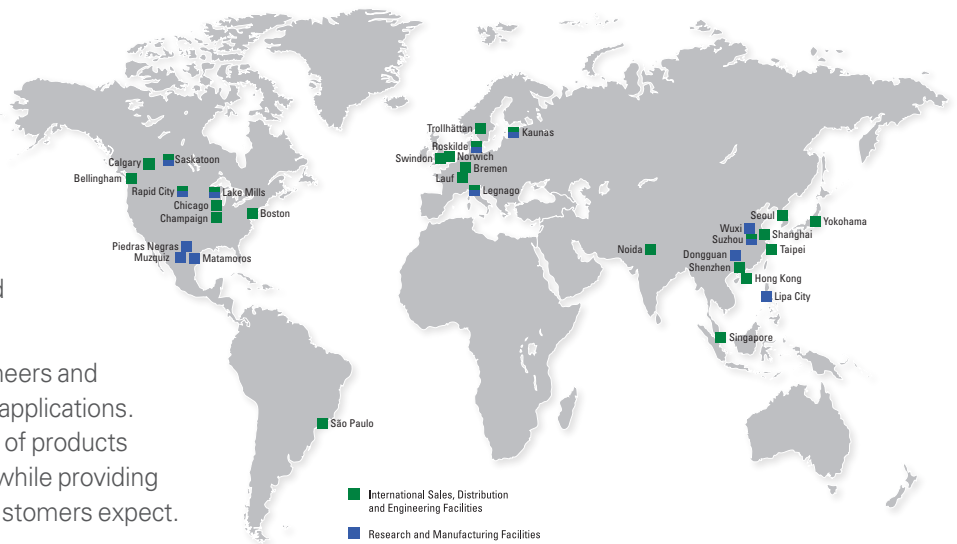 Trollhättan
Kaunas
Roskilde
Swindon
Norwich
Bremen
Lauf
Legnago
Calgary
Saskatoon
Bellingham
Rapid City
Lake Mills
Chicago
Champaign
Boston
Piedras Negras
Muzquiz
Matamoros
Seoul
Yokohama
Wuxi
Suzhou
Shanghai
Noida
Taipei
Dongguan
Shenzhen
Hong Kong
Lipa City
Singapore
São Paulo
d
neers and
applications.
of products
while providing
stomers expect.
International Sales, Distribution
and Engineering Facilities
Research and Manufacturing Facilities